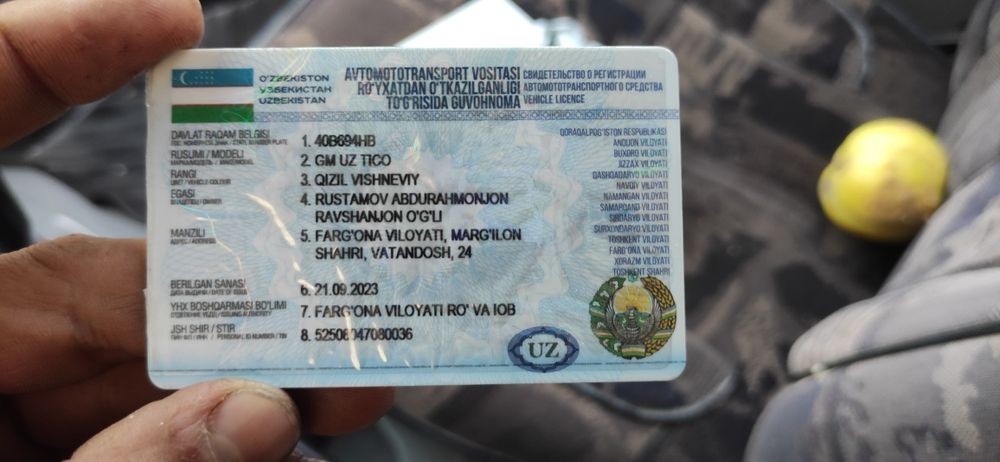 O'ZBEKISTON
ЎЗБЕКИСТАН
UZBEKISTAN
AVTOMOTOTRANSPORT VOSITASI
RO'YXATDAN O'TKAZILGANLIGI
TO'G'RISIDA GUVOHNOMA
СВИДЕТЕЛЬСТВО О РЕГИСТРАЦИИ
АВТОМОТОТРАНСПОРТНОГО СРЕДСТВА
VEHICLE LICENCE
DAVLAT RAQAM BELGISI
1. 40B694HB
RUSUMI / MODELI
2. GM UZ TICO
RANGI
3. QIZIL VISHNEVIY
EGASI
4. RUSTAMOV ABDURAHMONJON
RAVSHANJON O'G'LI
MANZILI
5. FARG'ONA VILOYATI, MARG'ILON
SHAHRI, VATANDOSH, 24
BERILGAN SANASI
6. 21.09.2023
YHX BOSHQARMASI BO'LIMI
7. FARG'ONA VILOYATI RO' VA IOB
JSH SHIR / STIR
8.
QORAQALPOG'ISTON RESPUBLIKASI
ANDIJON VILOYATI
BUXORO VILOYATI
JIZZAX VILOYATI
QASHQADARYO VILOYATI
NAVOIY VILOYATI
NAMANGAN VILOYATI
SAMARQAND VILOYATI
SIRDARYO VILOYATI
SURXONDARYO VILOYATI
TOSHKENT VILOYATI
FARG'ONA VILOYATI
XORAZM VILOYATI
TOSHKENT SHAHRI
UZ